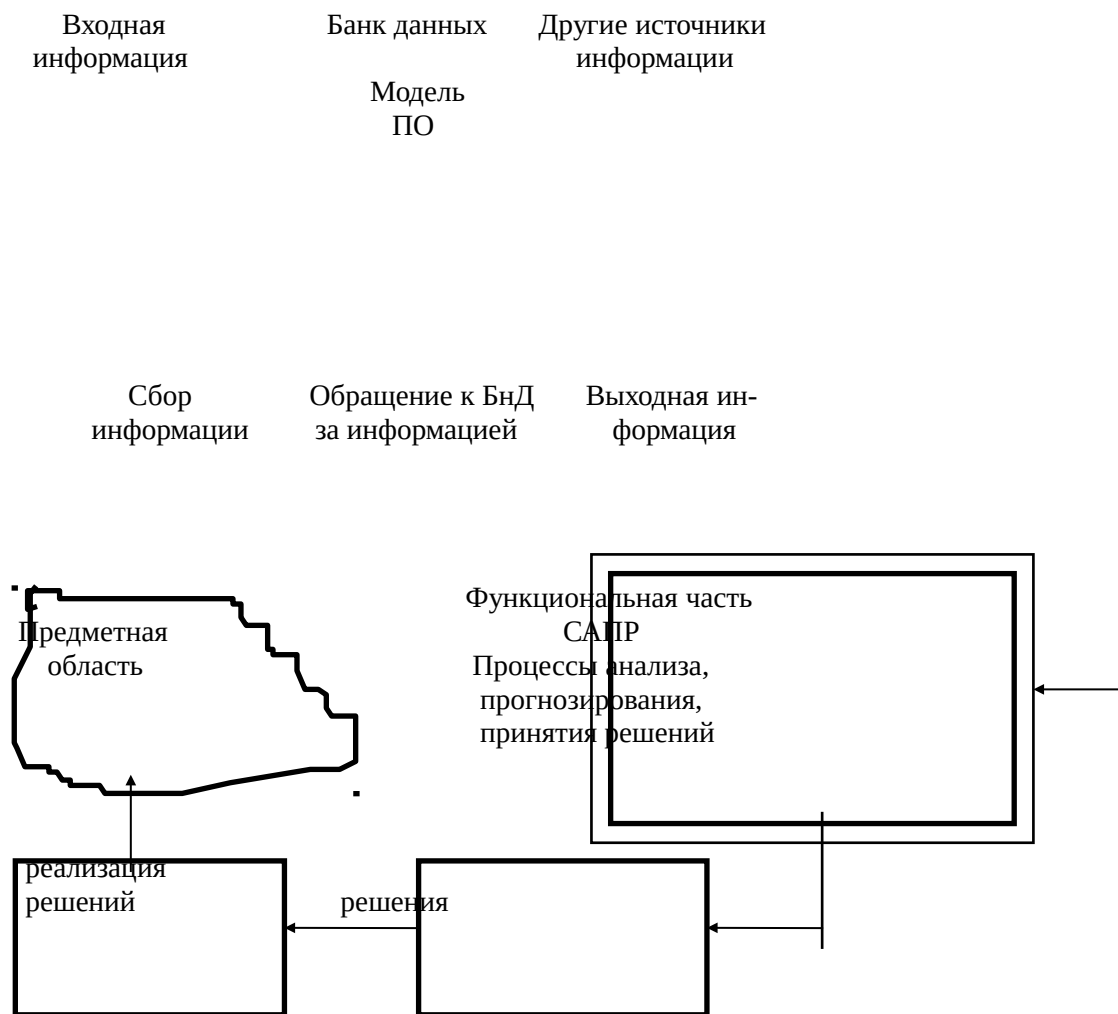 Входная Банк данных Другие источники
информация информации
Модель
ПО
Сбор Обращение к БнД Выходная ин-
информации за информацией формация
Функциональная часть
Предметная САПР
область Процессы анализа,
прогнозирования,
принятия решений
реализация
решений решения